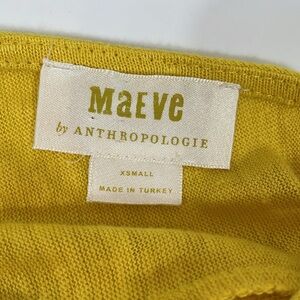 MaEve
by ANTHROPOLOGIE
XSMALL
MADE IN TURKEY